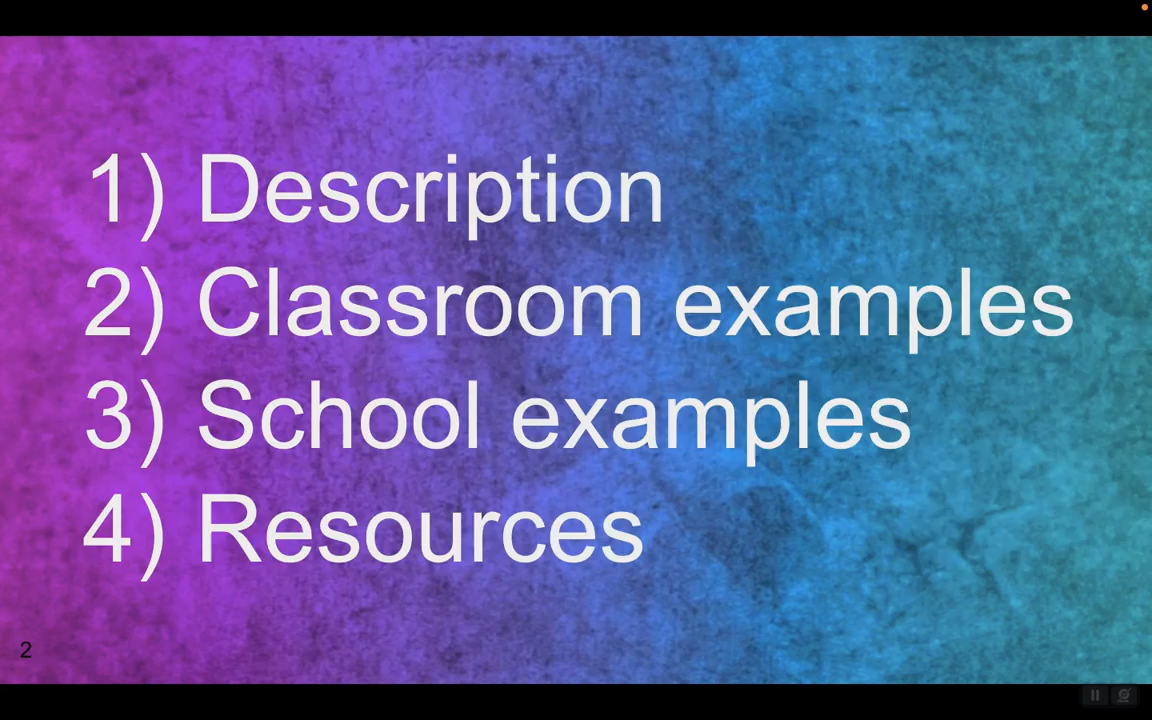 1) Description
2) Classroom examples
3) School examples
4) Resources
2